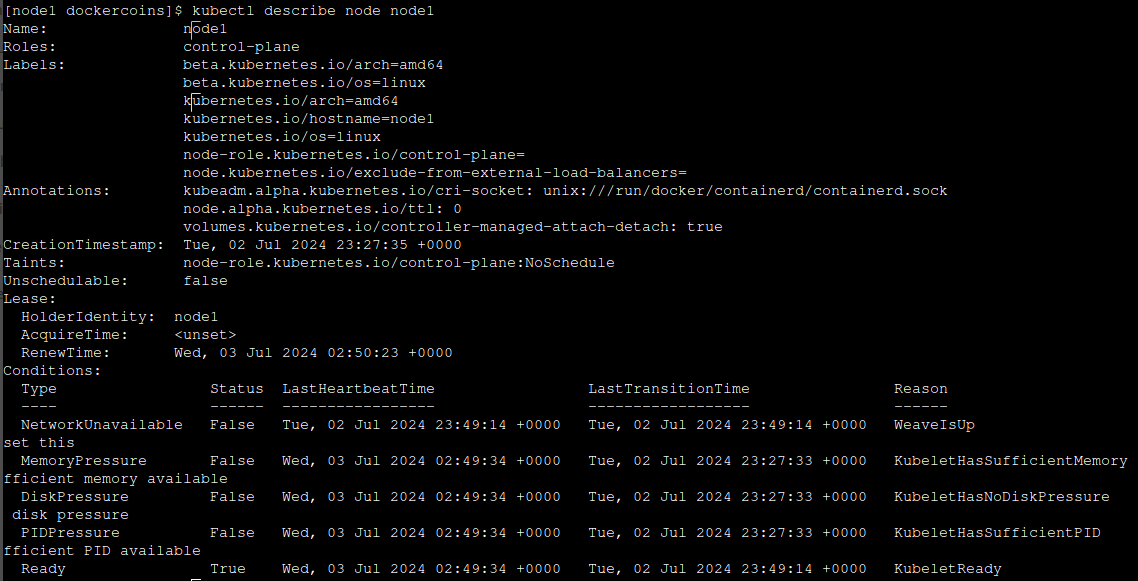 [node1 dockercoins]$ kubectl describe node node1
Name:               node1
Roles:              control-plane
Labels:             beta.kubernetes.io/arch=amd64
                    beta.kubernetes.io/os=linux
                    kubernetes.io/arch=amd64
                    kubernetes.io/hostname=node1
                    kubernetes.io/os=linux
                    node-role.kubernetes.io/control-plane=
                    node.kubernetes.io/exclude-from-external-load-balancers=
Annotations:        kubeadm.alpha.kubernetes.io/cri-socket: unix:///run/docker/containerd/containerd.sock
                    node.alpha.kubernetes.io/ttl: 0
                    volumes.kubernetes.io/controller-managed-attach-detach: true
CreationTimestamp:  Tue, 02 Jul 2024 23:27:35 +0000
Taints:             node-role.kubernetes.io/control-plane:NoSchedule
Unschedulable:      false
Lease:
  HolderIdentity:  node1
  AcquireTime:     <unset>
  RenewTime:       Wed, 03 Jul 2024 02:50:23 +0000
Conditions:
  Type                 Status  LastHeartbeatTime                 LastTransitionTime                Reason
  ----                 ------  -----------------                 ------------------                ------
  NetworkUnavailable   False   Tue, 02 Jul 2024 23:49:14 +0000   Tue, 02 Jul 2024 23:49:14 +0000   WeaveIsUp
set this
  MemoryPressure       False   Wed, 03 Jul 2024 02:49:34 +0000   Tue, 02 Jul 2024 23:27:33 +0000   KubeletHasSufficientMemory
fficient memory available
  DiskPressure         False   Wed, 03 Jul 2024 02:49:34 +0000   Tue, 02 Jul 2024 23:27:33 +0000   KubeletHasNoDiskPressure
 disk pressure
  PIDPressure          False   Wed, 03 Jul 2024 02:49:34 +0000   Tue, 02 Jul 2024 23:27:33 +0000   KubeletHasSufficientPID
fficient PID available
  Ready                True    Wed, 03 Jul 2024 02:49:34 +0000   Tue, 02 Jul 2024 23:49:14 +0000   KubeletReady